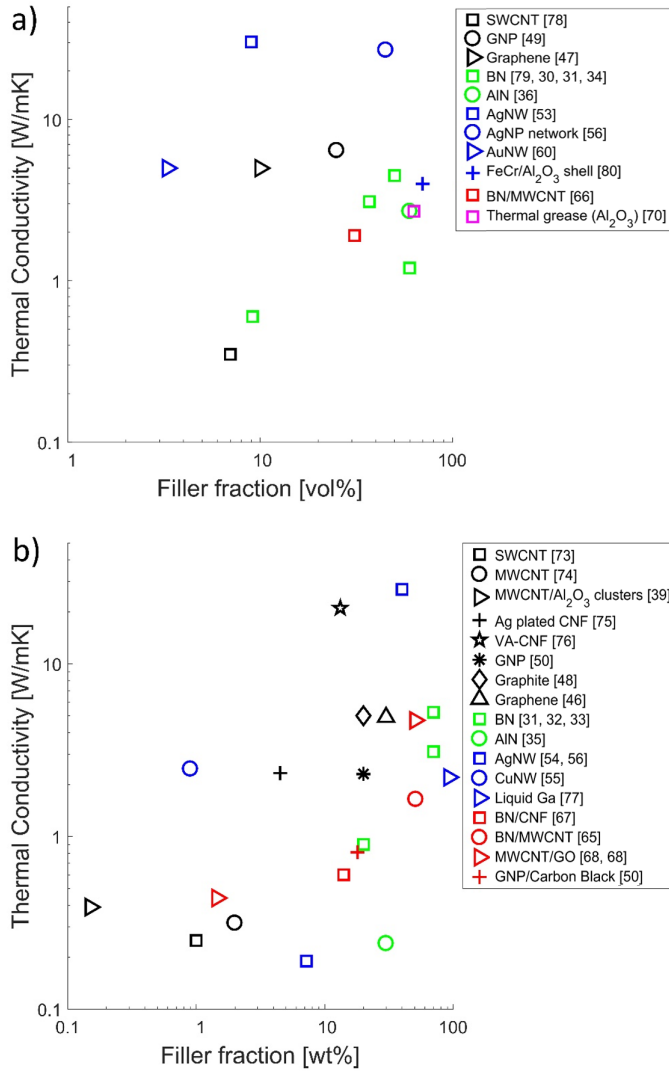 a)
SWCNT [78]
GNP [49]
Graphene [47]
BN [79, 30, 31, 34]
AlN [36]
AgNW [53]
AgNP network [56]
AuNW [60]
FeCr/Al₂O₃ shell [80]
BN/MWCNT [66]
Thermal grease (Al₂O₃) [70]
Thermal Conductivity [W/mK]
10
1
0.1
1
10
100
Filler fraction [vol%]
b)
SWCNT [73]
MWCNT [74]
MWCNT/Al₂O₃ clusters [39]
Ag plated CNF [75]
VA-CNF [76]
GNP [50]
Graphite [48]
Graphene [46]
BN [31, 32, 33]
AlN [35]
AgNW [54, 56]
CuNW [55]
Liquid Ga [77]
BN/CNF [67]
BN/MWCNT [65]
MWCNT/GO [68, 68]
GNP/Carbon Black [50]
Thermal Conductivity [W/mK]
10
1
0.1
0.1
1
10
100
Filler fraction [wt%]